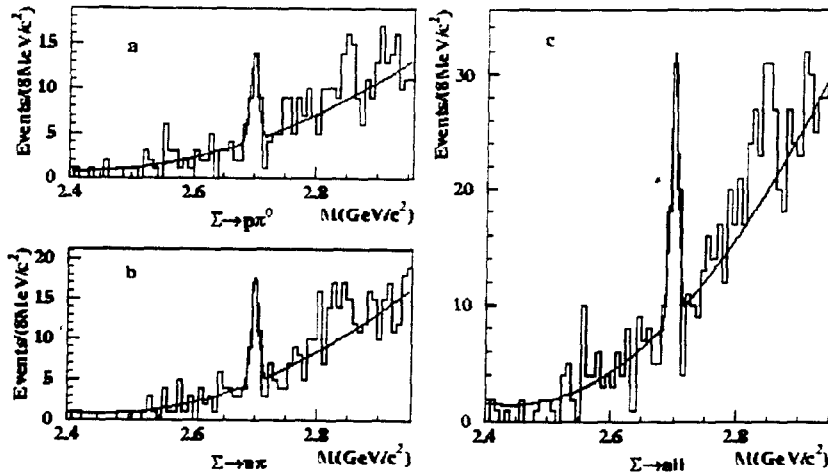 a
Events/(8MeV/c²)
15
10
5
0
2.4 2.6 2.8
Σ→pπ⁰ M(GeV/c²)
b
Events/(8MeV/c²)
20
15
10
5
0
2.4 2.6 2.8
Σ→nπ M(GeV/c²)
c
Events/(8MeV/c²)
30
20
10
0
2.4 2.6 2.8
Σ→all M(GeV/c²)